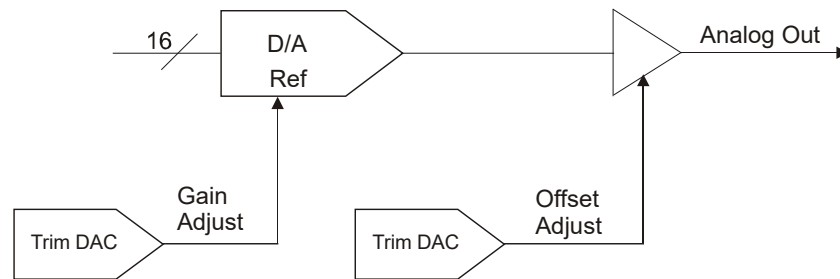 16
D/A
Ref
Analog Out
Gain
Adjust
Offset
Adjust
Trim DAC
Trim DAC